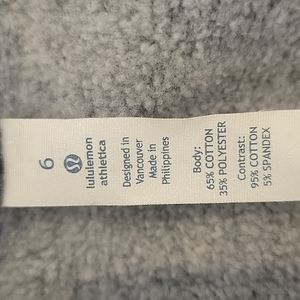 6
lululemon
athletica
Designed in
Vancouver
Made in
Philippines
Body:
65% COTTON
35% POLYESTER
Contrast:
95% COTTON
5% SPANDEX